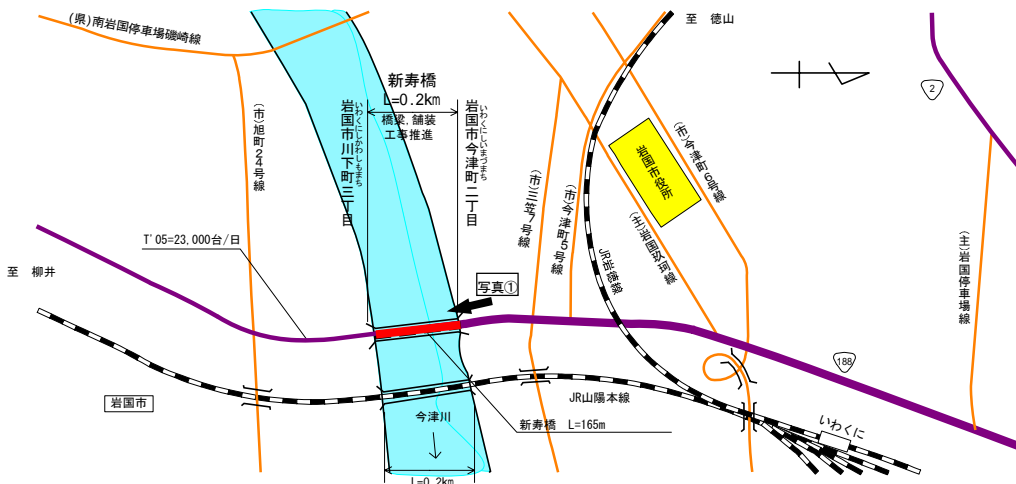 (県)南岩国停車場磯崎線
至 徳山
新寿橋
L=0.2km
橋梁、舗装
工事推進
いわくにしかわしもまち
岩国市川下町三丁目
いわくにしいまづまち
岩国市今津町二丁目
(市)旭町24号線
2
岩国市役所
(市)今津町6号線
(市)三笠7号線
(市)今津町5号線
(主)岩国玖珂線
JR岩徳線
(主)岩国停車場線
T'05=23,000台/日
至 柳井
写真①
188
JR山陽本線
岩国市
今津川
新寿橋 L=165m
いわくに
L=0.2km